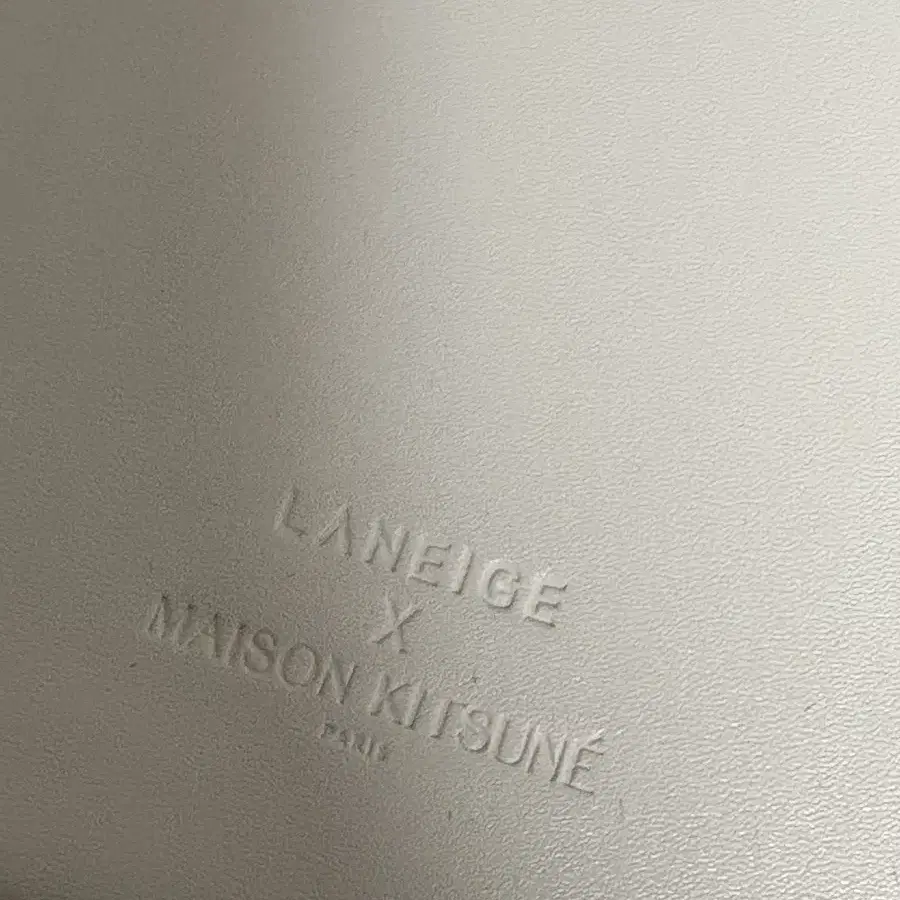 LANEIGE
X
MAISON KITSUNÉ
PARIS